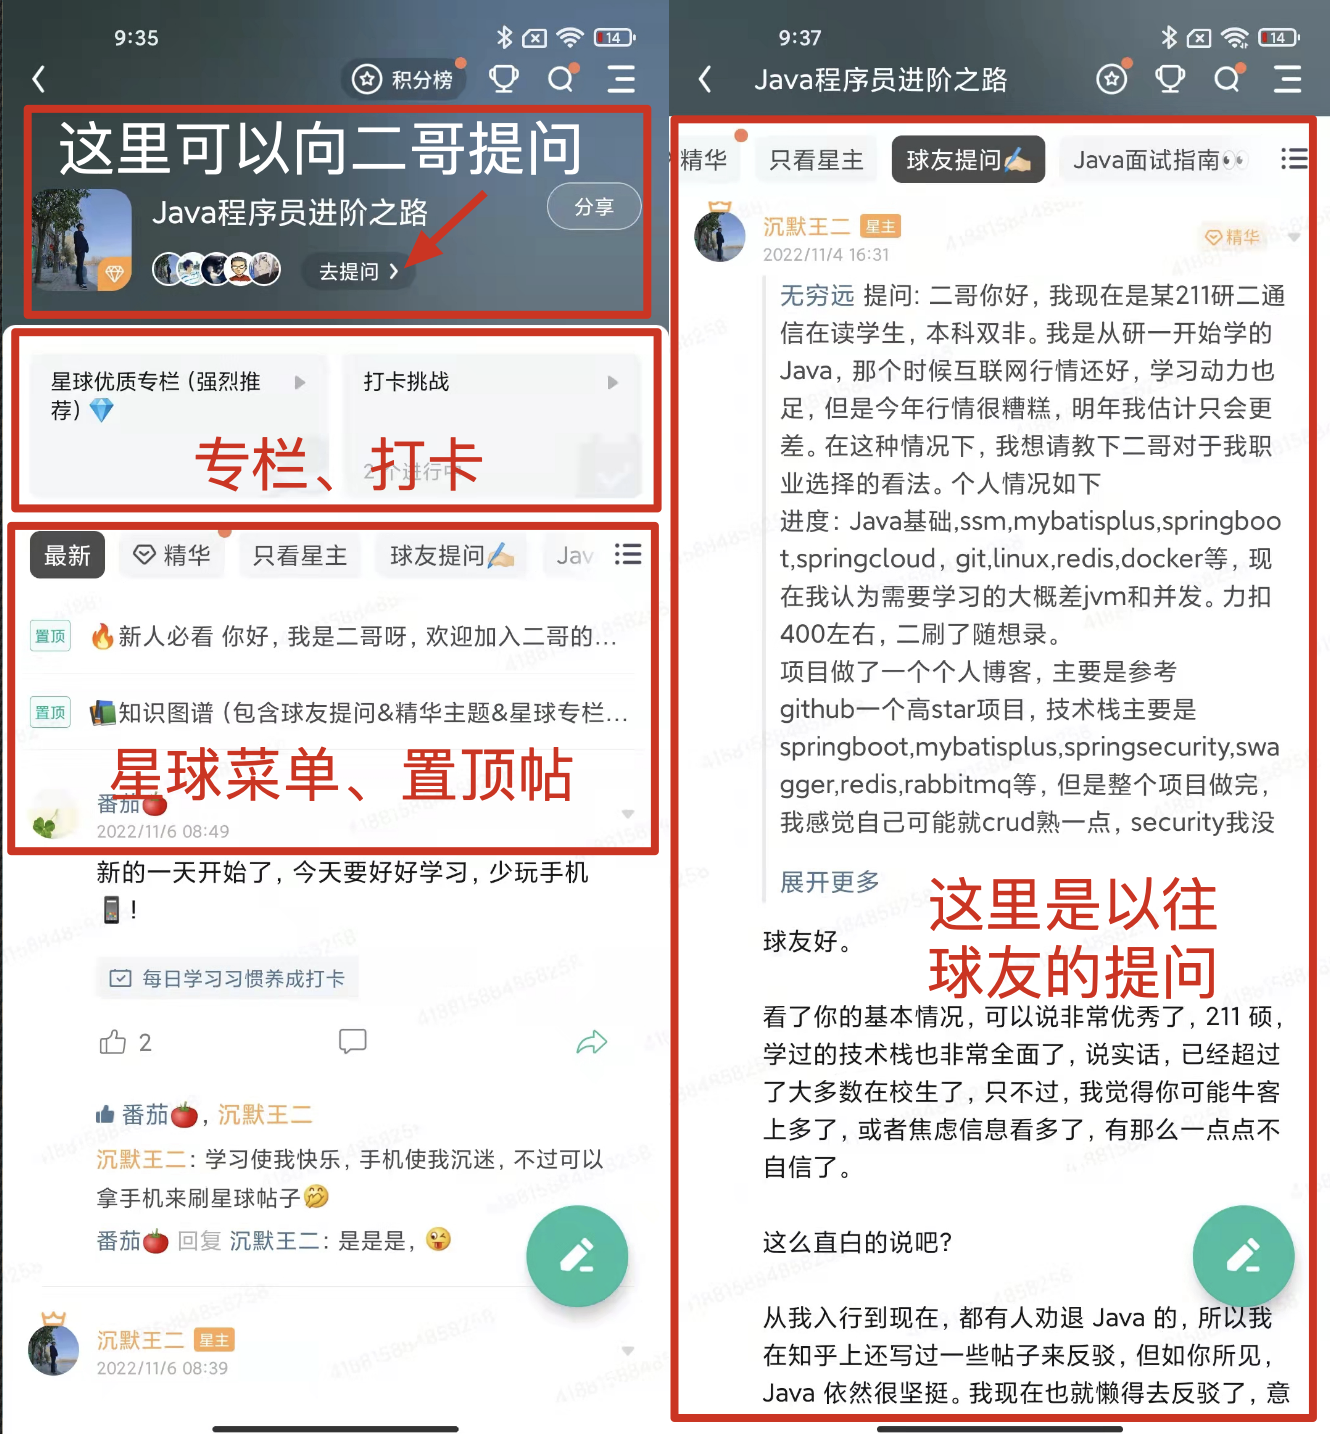 9:35
14
积分榜
这里可以向二哥提问
Java程序员进阶之路
分享
去提问 >
星球优质专栏（强烈推
荐）💎
打卡挑战
2个进行中
专栏、打卡
最新
精华
只看星主
球友提问✍🏻
Jav
置顶
🔥新人必看 你好，我是二哥呀，欢迎加入二哥的...
置顶
📚知识图谱（包含球友提问&精华主题&星球专栏...
星球菜单、置顶帖
番茄🍅
2022/11/6 08:49
新的一天开始了，今天要好好学习，少玩手机
📱！
每日学习习惯养成打卡
2
番茄🍅，沉默王二
沉默王二：学习使我快乐，手机使我沉迷，不过可以
拿手机来刷星球帖子🤣
番茄🍅 回复 沉默王二：是是是，😜
沉默王二 星主
2022/11/6 08:39
9:37
14
Java程序员进阶之路
精华
只看星主
球友提问✍🏻
Java面试指南👀
沉默王二 星主
2022/11/4 16:31
精华
无穷远 提问：二哥你好，我现在是某211研二通
信在读学生，本科双非。我是从研一开始学的
Java，那个时候互联网行情还好，学习动力也
足，但是今年行情很糟糕，明年我估计只会更
差。在这种情况下，我想请教下二哥对于我职
业选择的看法。个人情况如下
进度：Java基础,ssm,mybatisplus,springboo
t,springcloud，git,linux,redis,docker等，现
在我认为需要学习的大概差jvm和并发。力扣
400左右，二刷了随想录。
项目做了一个个人博客，主要是参考
github一个高star项目，技术栈主要是
springboot,mybatisplus,springsecurity,swa
gger,redis,rabbitmq等，但是整个项目做完，
我感觉自己可能就crud熟一点，security我没
展开更多
这里是以往
球友的提问
球友好。
看了你的基本情况，可以说非常优秀了，211 硕，
学过的技术栈也非常全面了，说实话，已经超过
了大多数在校生了，只不过，我觉得你可能牛客
上多了，或者焦虑信息看多了，有那么一点点不
自信了。
这么直白的说吧？
从我入行到现在，都有人劝退 Java 的，所以我
在知乎上还写过一些帖子来反驳，但如你所见，
Java 依然很坚挺。我现在也就懒得去反驳了，意